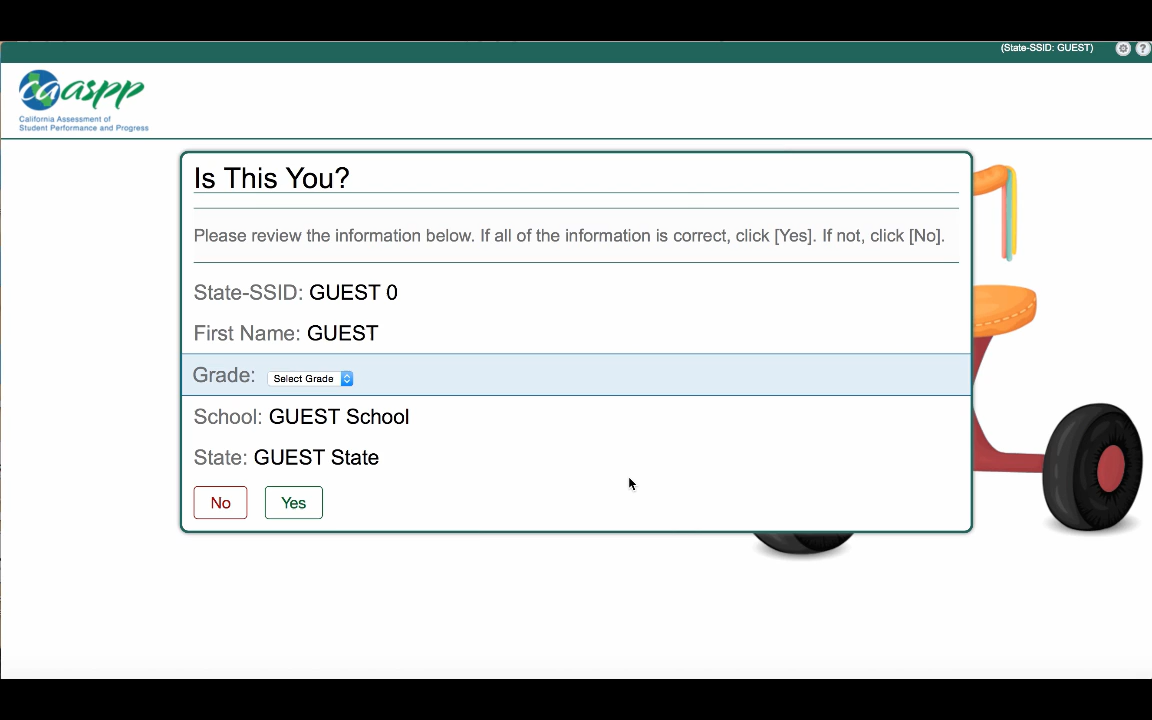 (State-SSID: GUEST)
?
caaspp
California Assessment of
Student Performance and Progress
Is This You?
Please review the information below. If all of the information is correct, click [Yes]. If not, click [No].
State-SSID: GUEST 0
First Name: GUEST
Grade: Select Grade
School: GUEST School
State: GUEST State
No Yes